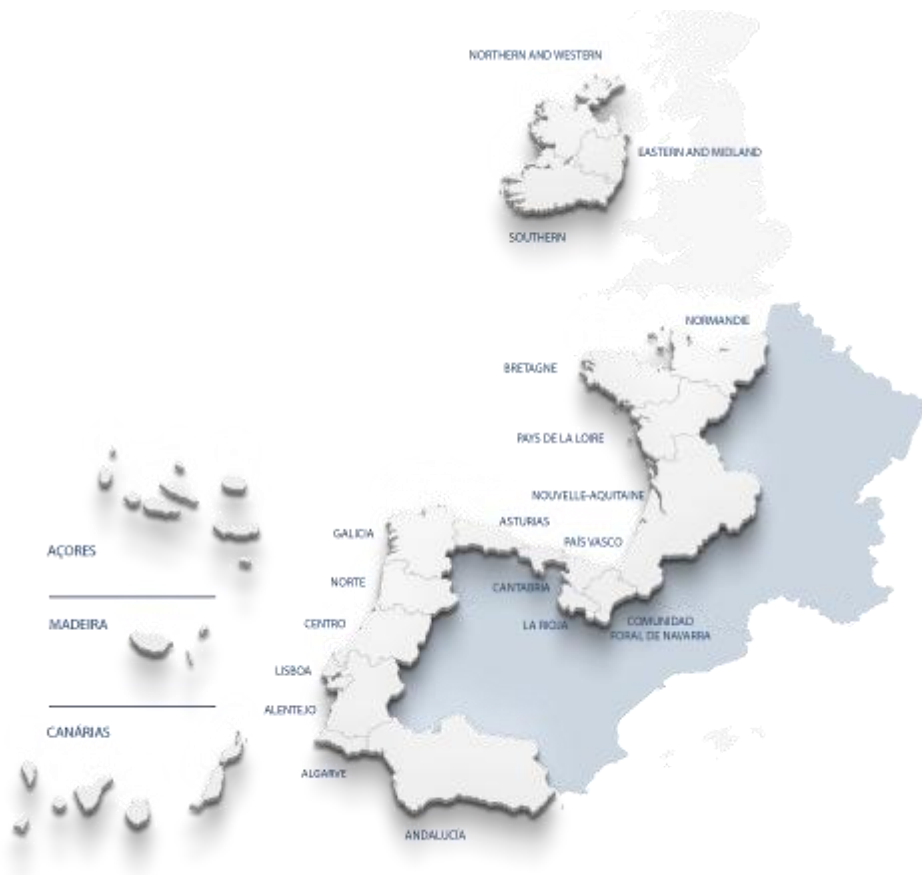 NORTHERN AND WESTERN
EASTERN AND MIDLAND
SOUTHERN
NORMANDIE
BRETAGNE
PAYS DE LA LOIRE
NOUVELLE-AQUITAINE
ASTURIAS
GALICIA
PAÍS VASCO
AÇORES
NORTE
CANTABRIA
MADEIRA
CENTRO
LA RIOJA
COMUNIDAD
FORAL DE NAVARRA
LISBOA
ALENTEJO
CANÁRIAS
ALGARVE
ANDALUCÍA